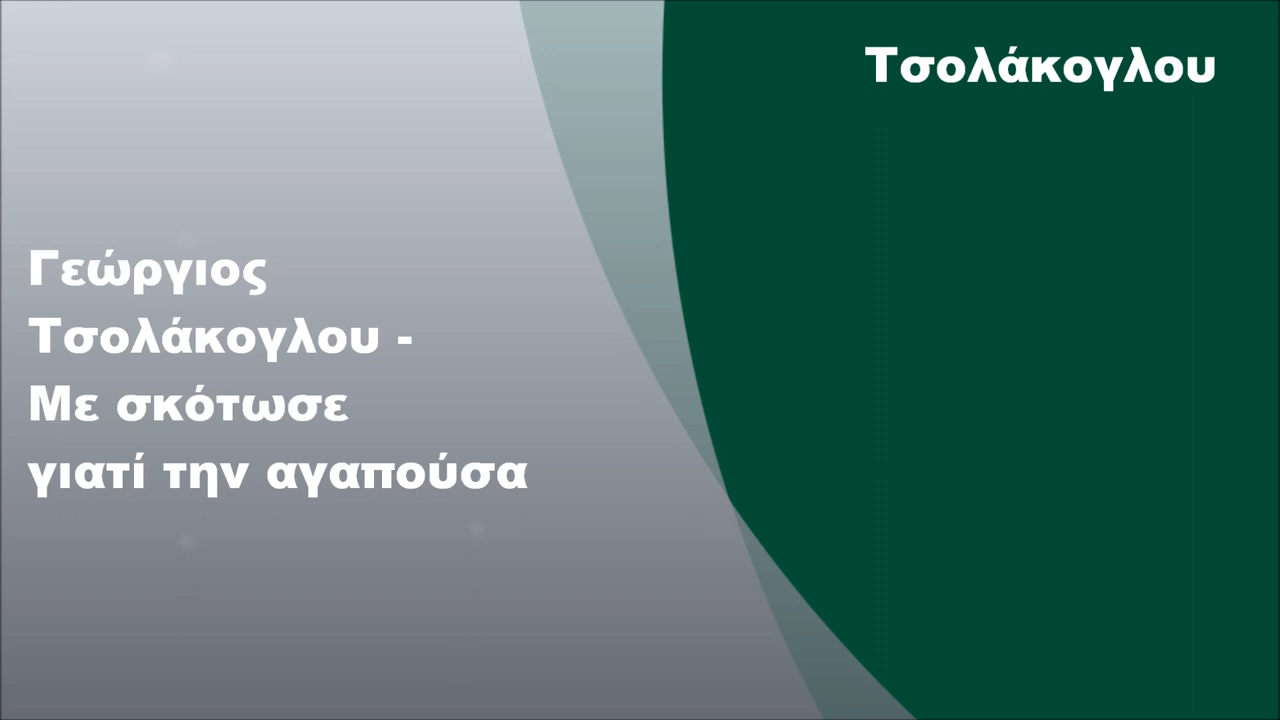 Τσολάκογλου
Γεώργιος
Τσολάκογλου -
Με σκότωσε
γιατί την αγαπούσα